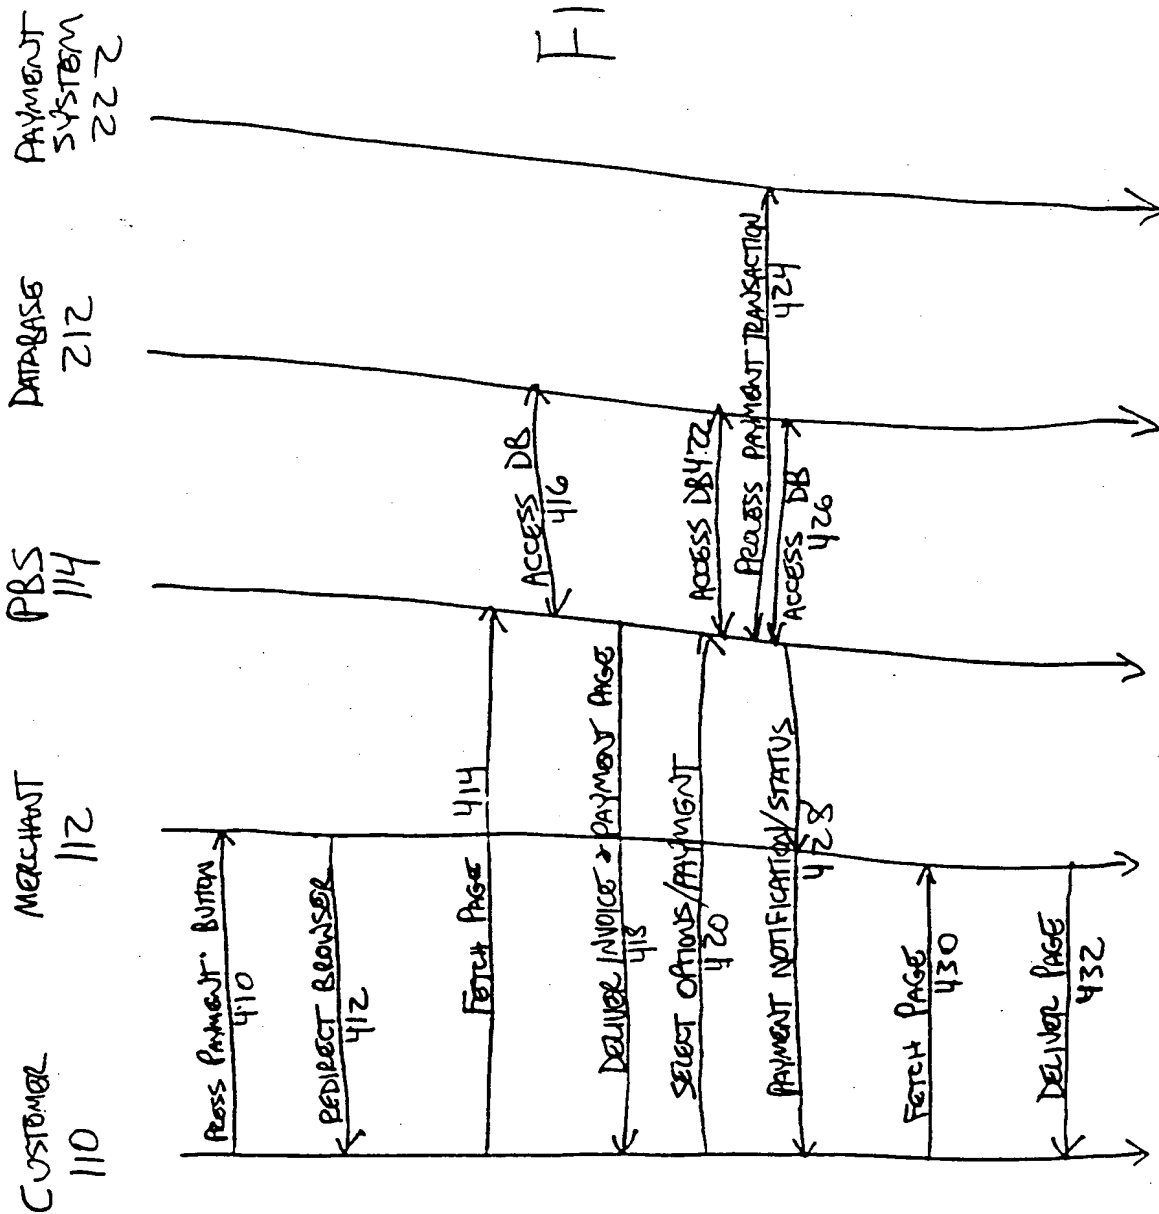 CUSTOMER
110
MERCHANT
112
PBS
114
DATABASE
212
PAYMENT
SYSTEM
222
PRESS PAYMENT BUTTON
410
REDIRECT BROWSER
412
FETCH PAGE 414
ACCESS DB
416
DELIVER INVOICE & PAYMENT PAGE
418
SELECT OPTIONS/PAYMENT
420
ACCESS DB 422
PROCESS PAYMENT TRANSACTION
424
ACCESS DB
426
PAYMENT NOTIFICATION/STATUS
428
FETCH PAGE
430
DELIVER PAGE
432